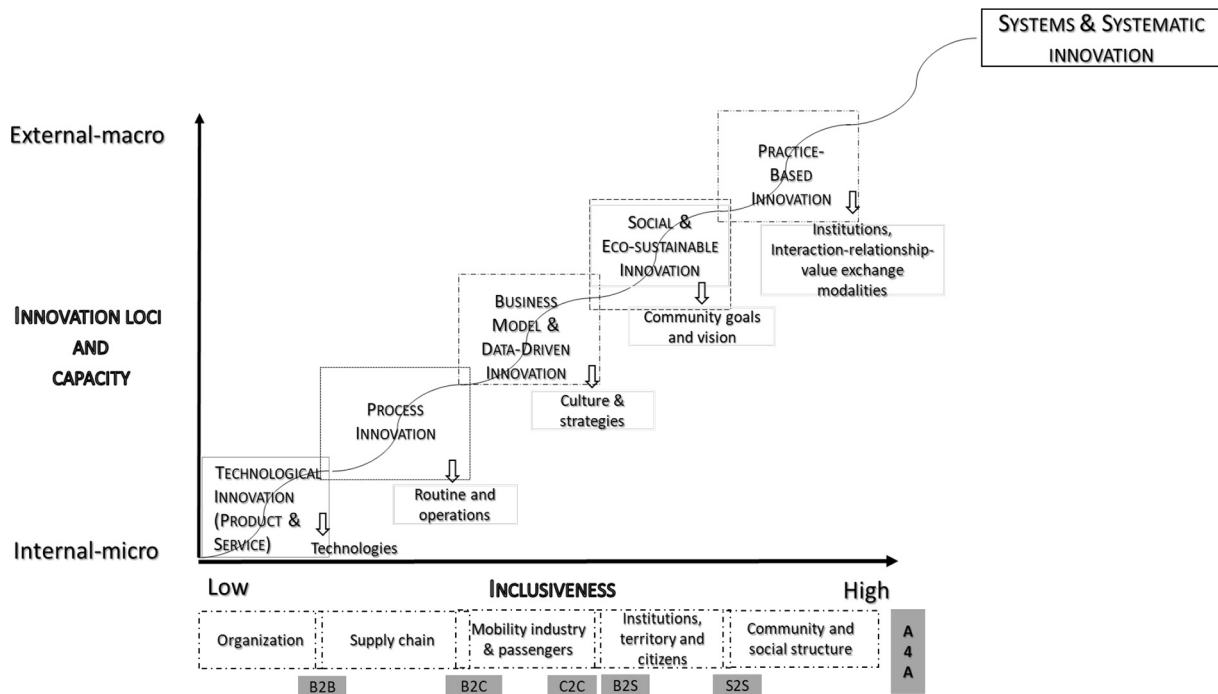 SYSTEMS & SYSTEMATIC
INNOVATION
External-macro
PRACTICE-
BASED
INNOVATION
Institutions,
Interaction-relationship-
value exchange
modalities
SOCIAL &
ECO-SUSTAINABLE
INNOVATION
Community goals
and vision
INNOVATION LOCI
AND
CAPACITY
BUSINESS
MODEL &
DATA-DRIVEN
INNOVATION
Culture &
strategies
PROCESS
INNOVATION
Routine and
operations
TECHNOLOGICAL
INNOVATION
(PRODUCT &
SERVICE)
Technologies
Internal-micro
Low
INCLUSIVENESS
High
Organization
Supply chain
Mobility industry
& passengers
Institutions,
territory and
citizens
Community and
social structure
A
4
A
B2B
B2C
C2C
B2S
S2S